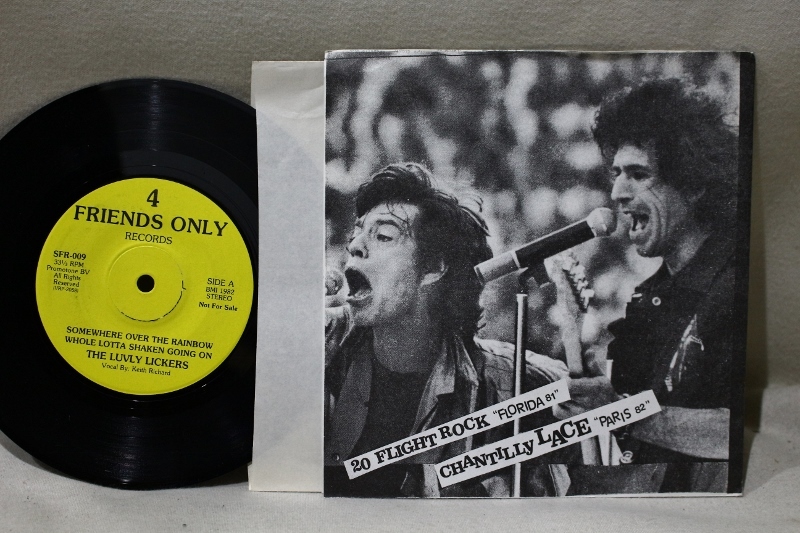 4
FRIENDS ONLY
RECORDS
SFR-009
33⅓ RPM
Promotone BV
All Rights
Reserved
SIDE A
BMI 1982
STEREO
Not For Sale
SOMEWHERE OVER THE RAINBOW
WHOLE LOTTA SHAKEN GOING ON
THE LUVLY LICKERS
Vocal By: Keith Richard
20 FLIGHT ROCK "FLORIDA 81"
CHANTILLY LACE "PARIS 82"